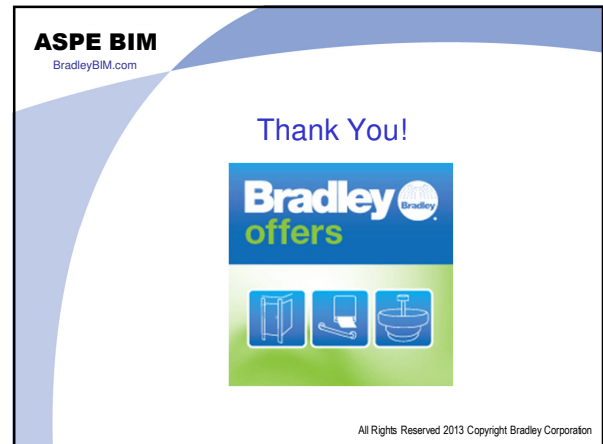 ASPE BIM
BradleyBIM.com
Thank You!
Bradley
Bradley
offers
All Rights Reserved 2013 Copyright Bradley Corporation